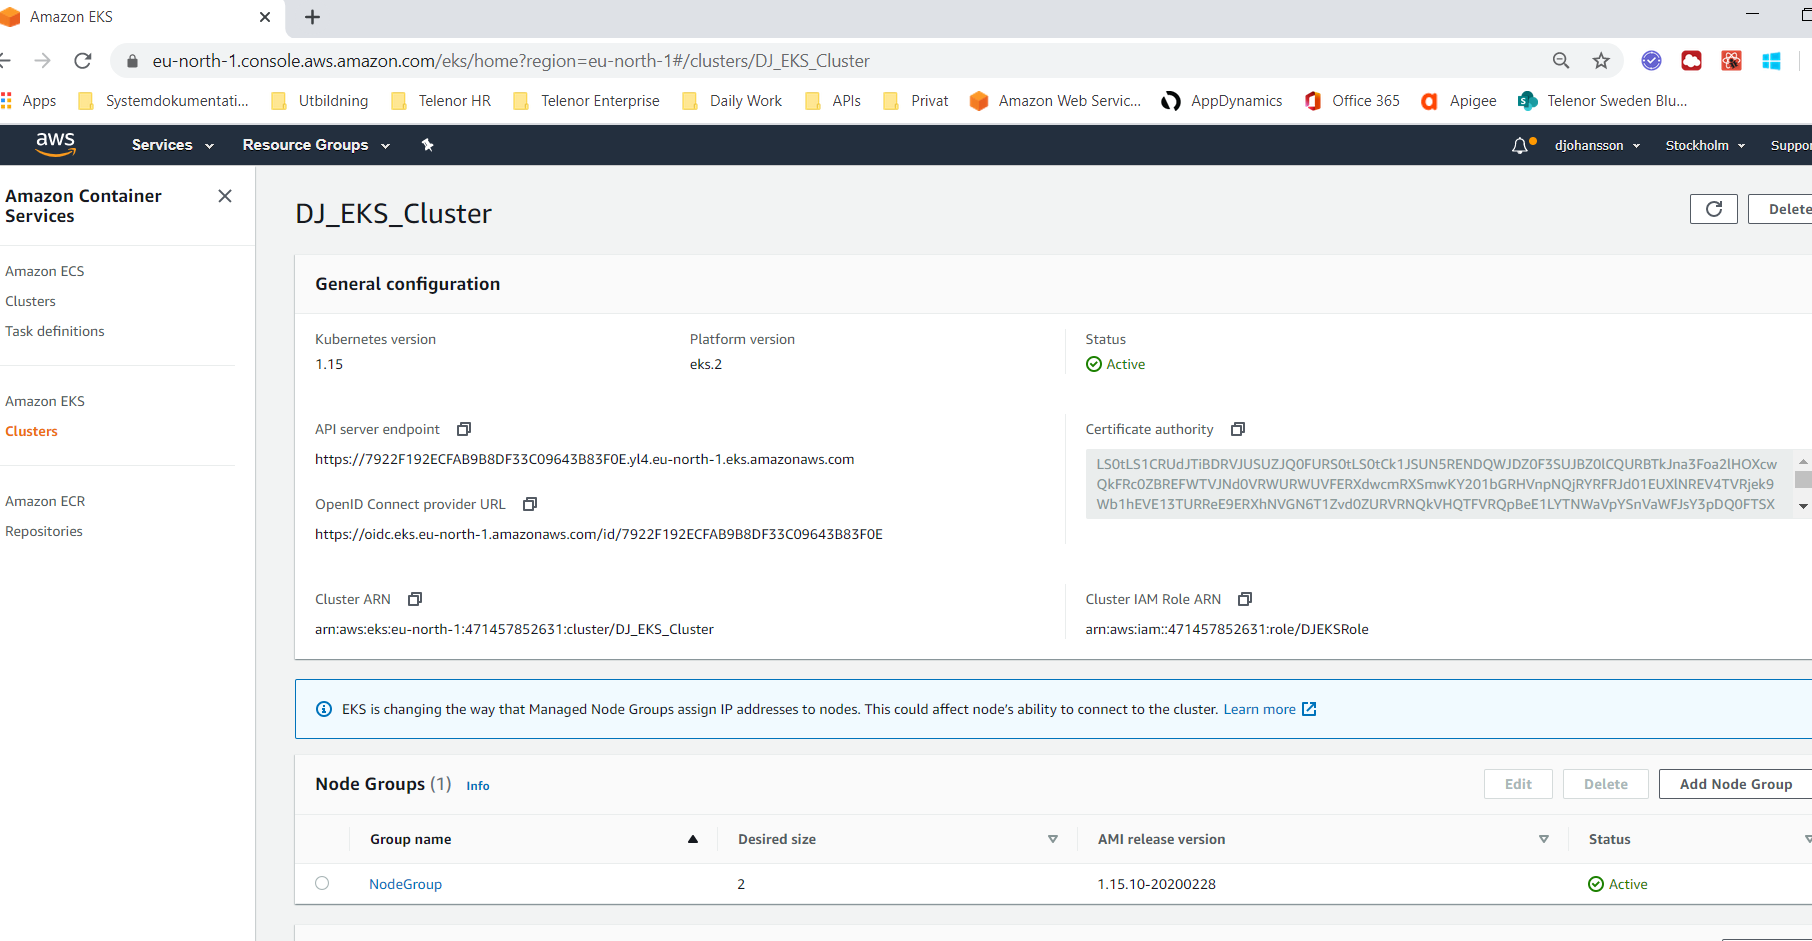 Amazon EKS
eu-north-1.console.aws.amazon.com/eks/home?region=eu-north-1#/clusters/DJ_EKS_Cluster
Apps Systemdokumentati... Utbildning Telenor HR Telenor Enterprise Daily Work APIs Privat Amazon Web Servic... AppDynamics Office 365 Apigee Telenor Sweden Blu...
aws Services Resource Groups djohansson Stockholm Suppor
Amazon Container
Services
Amazon ECS
Clusters
Task definitions
Amazon EKS
Clusters
Amazon ECR
Repositories
DJ_EKS_Cluster
Delete
General configuration
Kubernetes version Platform version Status
1.15 eks.2 Active
API server endpoint Certificate authority
https://7922F192ECFAB9B8DF33C09643B83F0E.yl4.eu-north-1.eks.amazonaws.com
LS0tLS1CRUdJTiBDRVJUSUZJQ0FURS0tLS0tCk1JSUN5RENDQWJDZ0F3SUJBZ0lCQURBTkJna3Foa2lHOXcw
QkFRc0ZBREFWTVJNd0VRWURWUVFERXdwcmRXSmwKY201bGRHVnpNQjRYRFRJd01EUXlNREV4TVRjek9
Wb1hEVE13TURReE9ERXhNVGN6T1Zvd0ZURVRNQkVHQTFVRQpBeE1LYTNWaVpYSnVaWFJsY3pDQ0FTSX
OpenID Connect provider URL
https://oidc.eks.eu-north-1.amazonaws.com/id/7922F192ECFAB9B8DF33C09643B83F0E
Cluster ARN Cluster IAM Role ARN
arn:aws:eks:eu-north-1:471457852631:cluster/DJ_EKS_Cluster arn:aws:iam::471457852631:role/DJEKSRole
EKS is changing the way that Managed Node Groups assign IP addresses to nodes. This could affect node's ability to connect to the cluster. Learn more
Node Groups (1) Info Edit Delete Add Node Group
Group name Desired size AMI release version Status
NodeGroup 2 1.15.10-20200228 Active